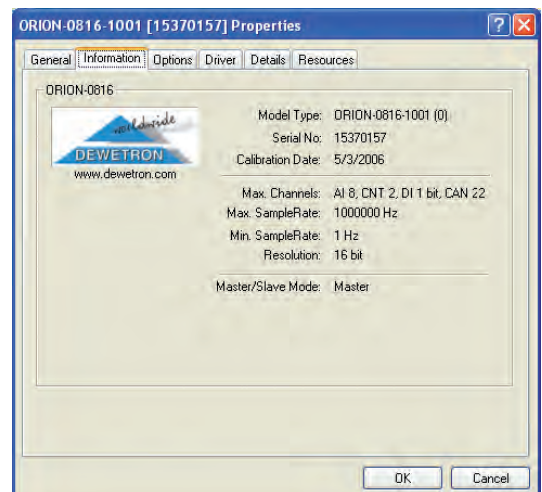 ORION-0816-1001 [15370157] Properties
General Information Options Driver Details Resources
ORION-0816
worldwide
DEWETRON
www.dewetron.com
Model Type: ORION-0816-1001 (0)
Serial No: 15370157
Calibration Date: 5/3/2006
Max. Channels: AI 8, CNT 2, DI 1 bit, CAN 22
Max. SampleRate: 1000000 Hz
Min. SampleRate: 1 Hz
Resolution: 16 bit
Master/Slave Mode: Master
OK Cancel